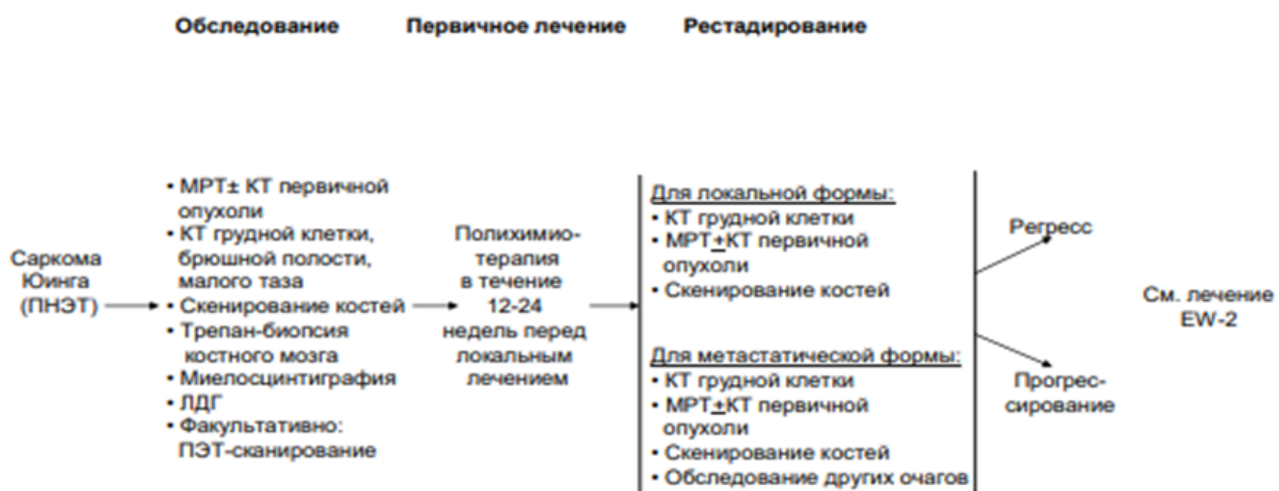 Обследование
Первичное лечение
Рестадирование
Саркома
Юинга
(ПНЭТ)
• МРТ± КТ первичной
опухоли
• КТ грудной клетки,
брюшной полости,
малого таза
• Скенирование костей
• Трепан-биопсия
костного мозга
• Миелосцинтиграфия
• ЛДГ
• Факультативно:
ПЭТ-сканирование
Полихимио-
терапия
в течение
12-24
недель перед
локальным
лечением
Для локальной формы:
• КТ грудной клетки
• МРТ±КТ первичной
опухоли
• Скенирование костей
Для метастатической формы:
• КТ грудной клетки
• МРТ±КТ первичной
опухоли
• Скенирование костей
• Обследование других очагов
Регресс
Прогрес-
сирование
См. лечение
EW-2